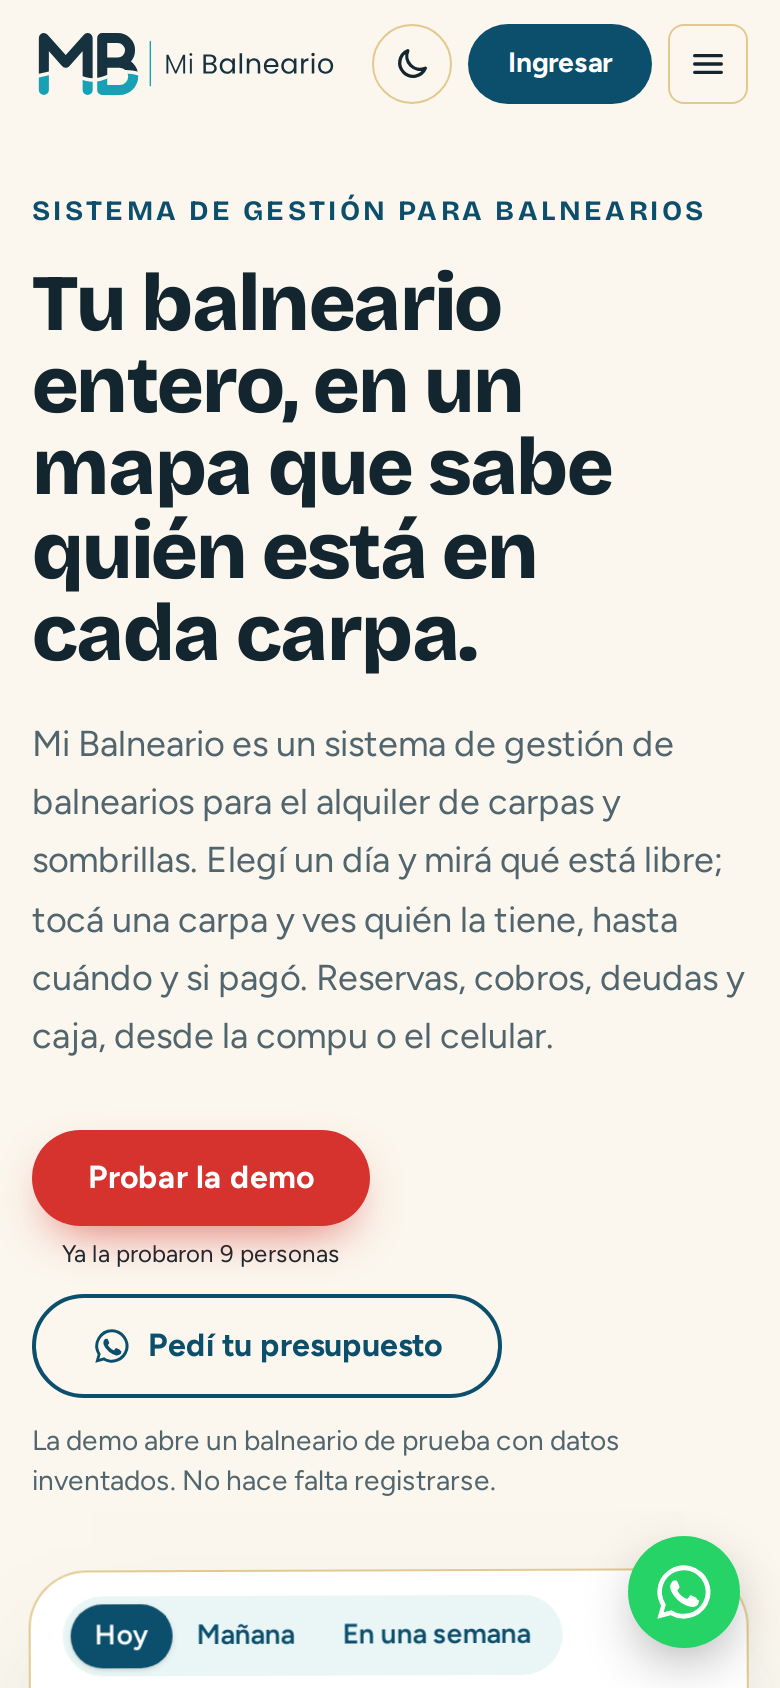 MB Mi Balneario
Ingresar
SISTEMA DE GESTIÓN PARA BALNEARIOS
Tu balneario
entero, en un
mapa que sabe
quién está en
cada carpa.
Mi Balneario es un sistema de gestión de
balnearios para el alquiler de carpas y
sombrillas. Elegí un día y mirá qué está libre;
tocá una carpa y ves quién la tiene, hasta
cuándo y si pagó. Reservas, cobros, deudas y
caja, desde la compu o el celular.
Probar la demo
Ya la probaron 9 personas
Pedí tu presupuesto
La demo abre un balneario de prueba con datos
inventados. No hace falta registrarse.
Hoy Mañana En una semana